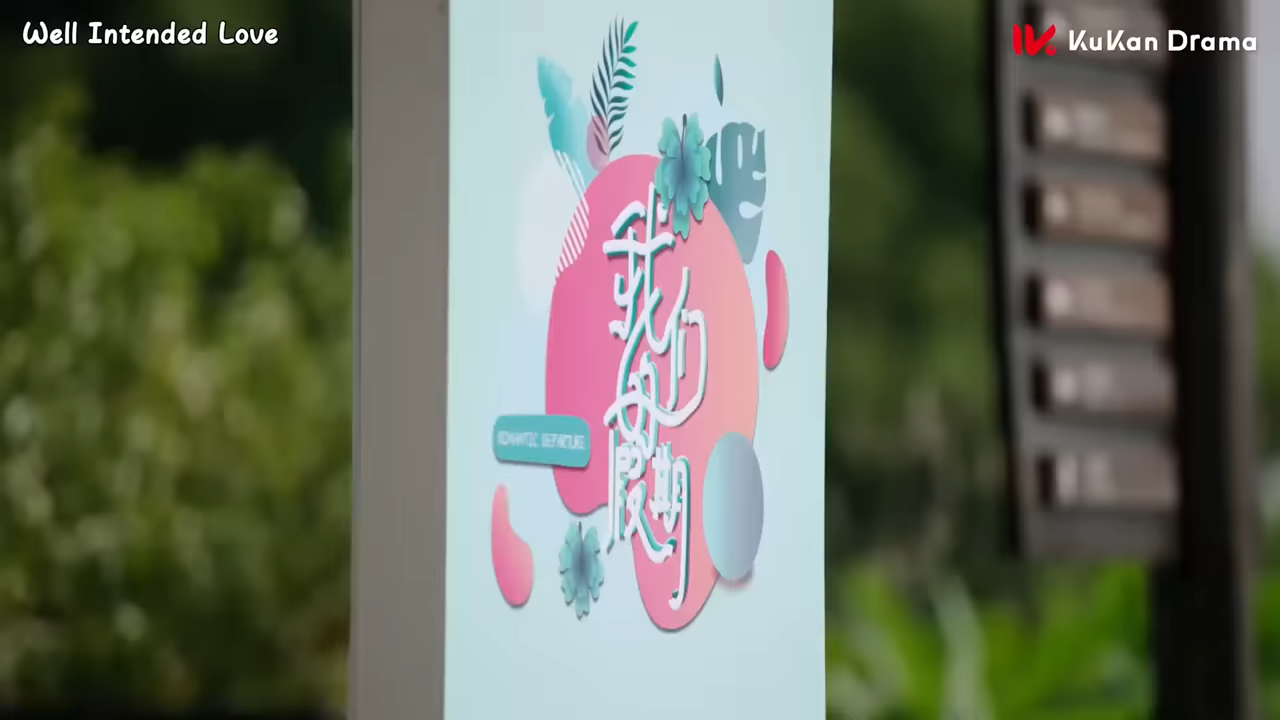 Well Intended Love
KuKan Drama
我们的假期
ROMANTIC DEPARTURE